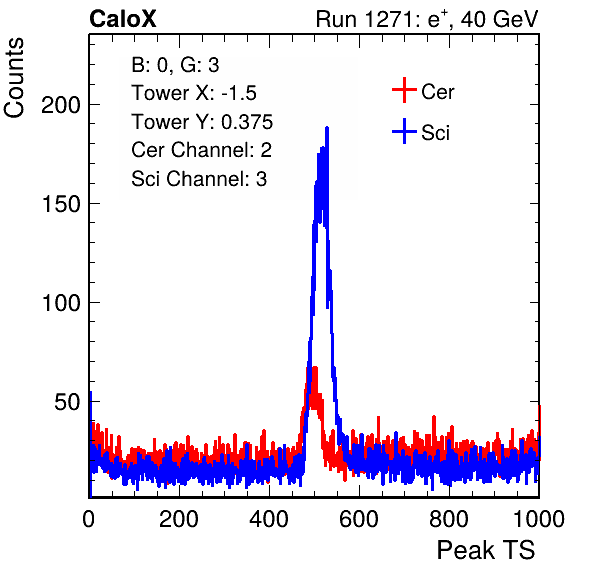 CaloX
Run 1271: e+, 40 GeV
Counts
B: 0, G: 3
Tower X: -1.5
Tower Y: 0.375
Cer Channel: 2
Sci Channel: 3
Cer
Sci
200
150
100
50
0 200 400 600 800 1000
Peak TS